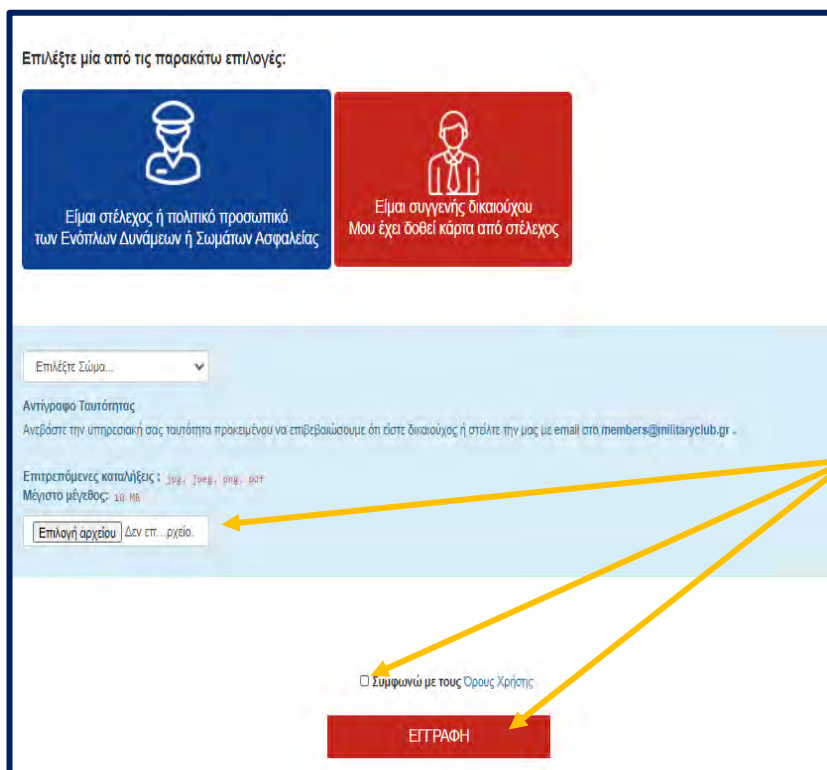 Επιλέξτε μία από τις παρακάτω επιλογές:
Είμαι στέλεχος ή πολιτικό προσωπικό
των Ενόπλων Δυνάμεων ή Σωμάτων Ασφαλείας
Είμαι συγγενής δικαιούχου
Μου έχει δοθεί κάρτα από στέλεχος
Επιλέξτε Σώμα...
Αντίγραφο Ταυτότητας
Ανεβάστε την υπηρεσιακή σας ταυτότητα προκειμένου να επιβεβαιώσουμε ότι είστε δικαιούχος ή στείλτε την μας με email στο members@militaryclub.gr .
Επιτρεπόμενες καταλήξεις : jpg, jpeg, png, pdf
Μέγιστο μέγεθος: 10 MB
Επιλογή αρχείου Δεν επ...ρχείο.
Συμφωνώ με τους Όρους Χρήσης
ΕΓΓΡΑΦΗ